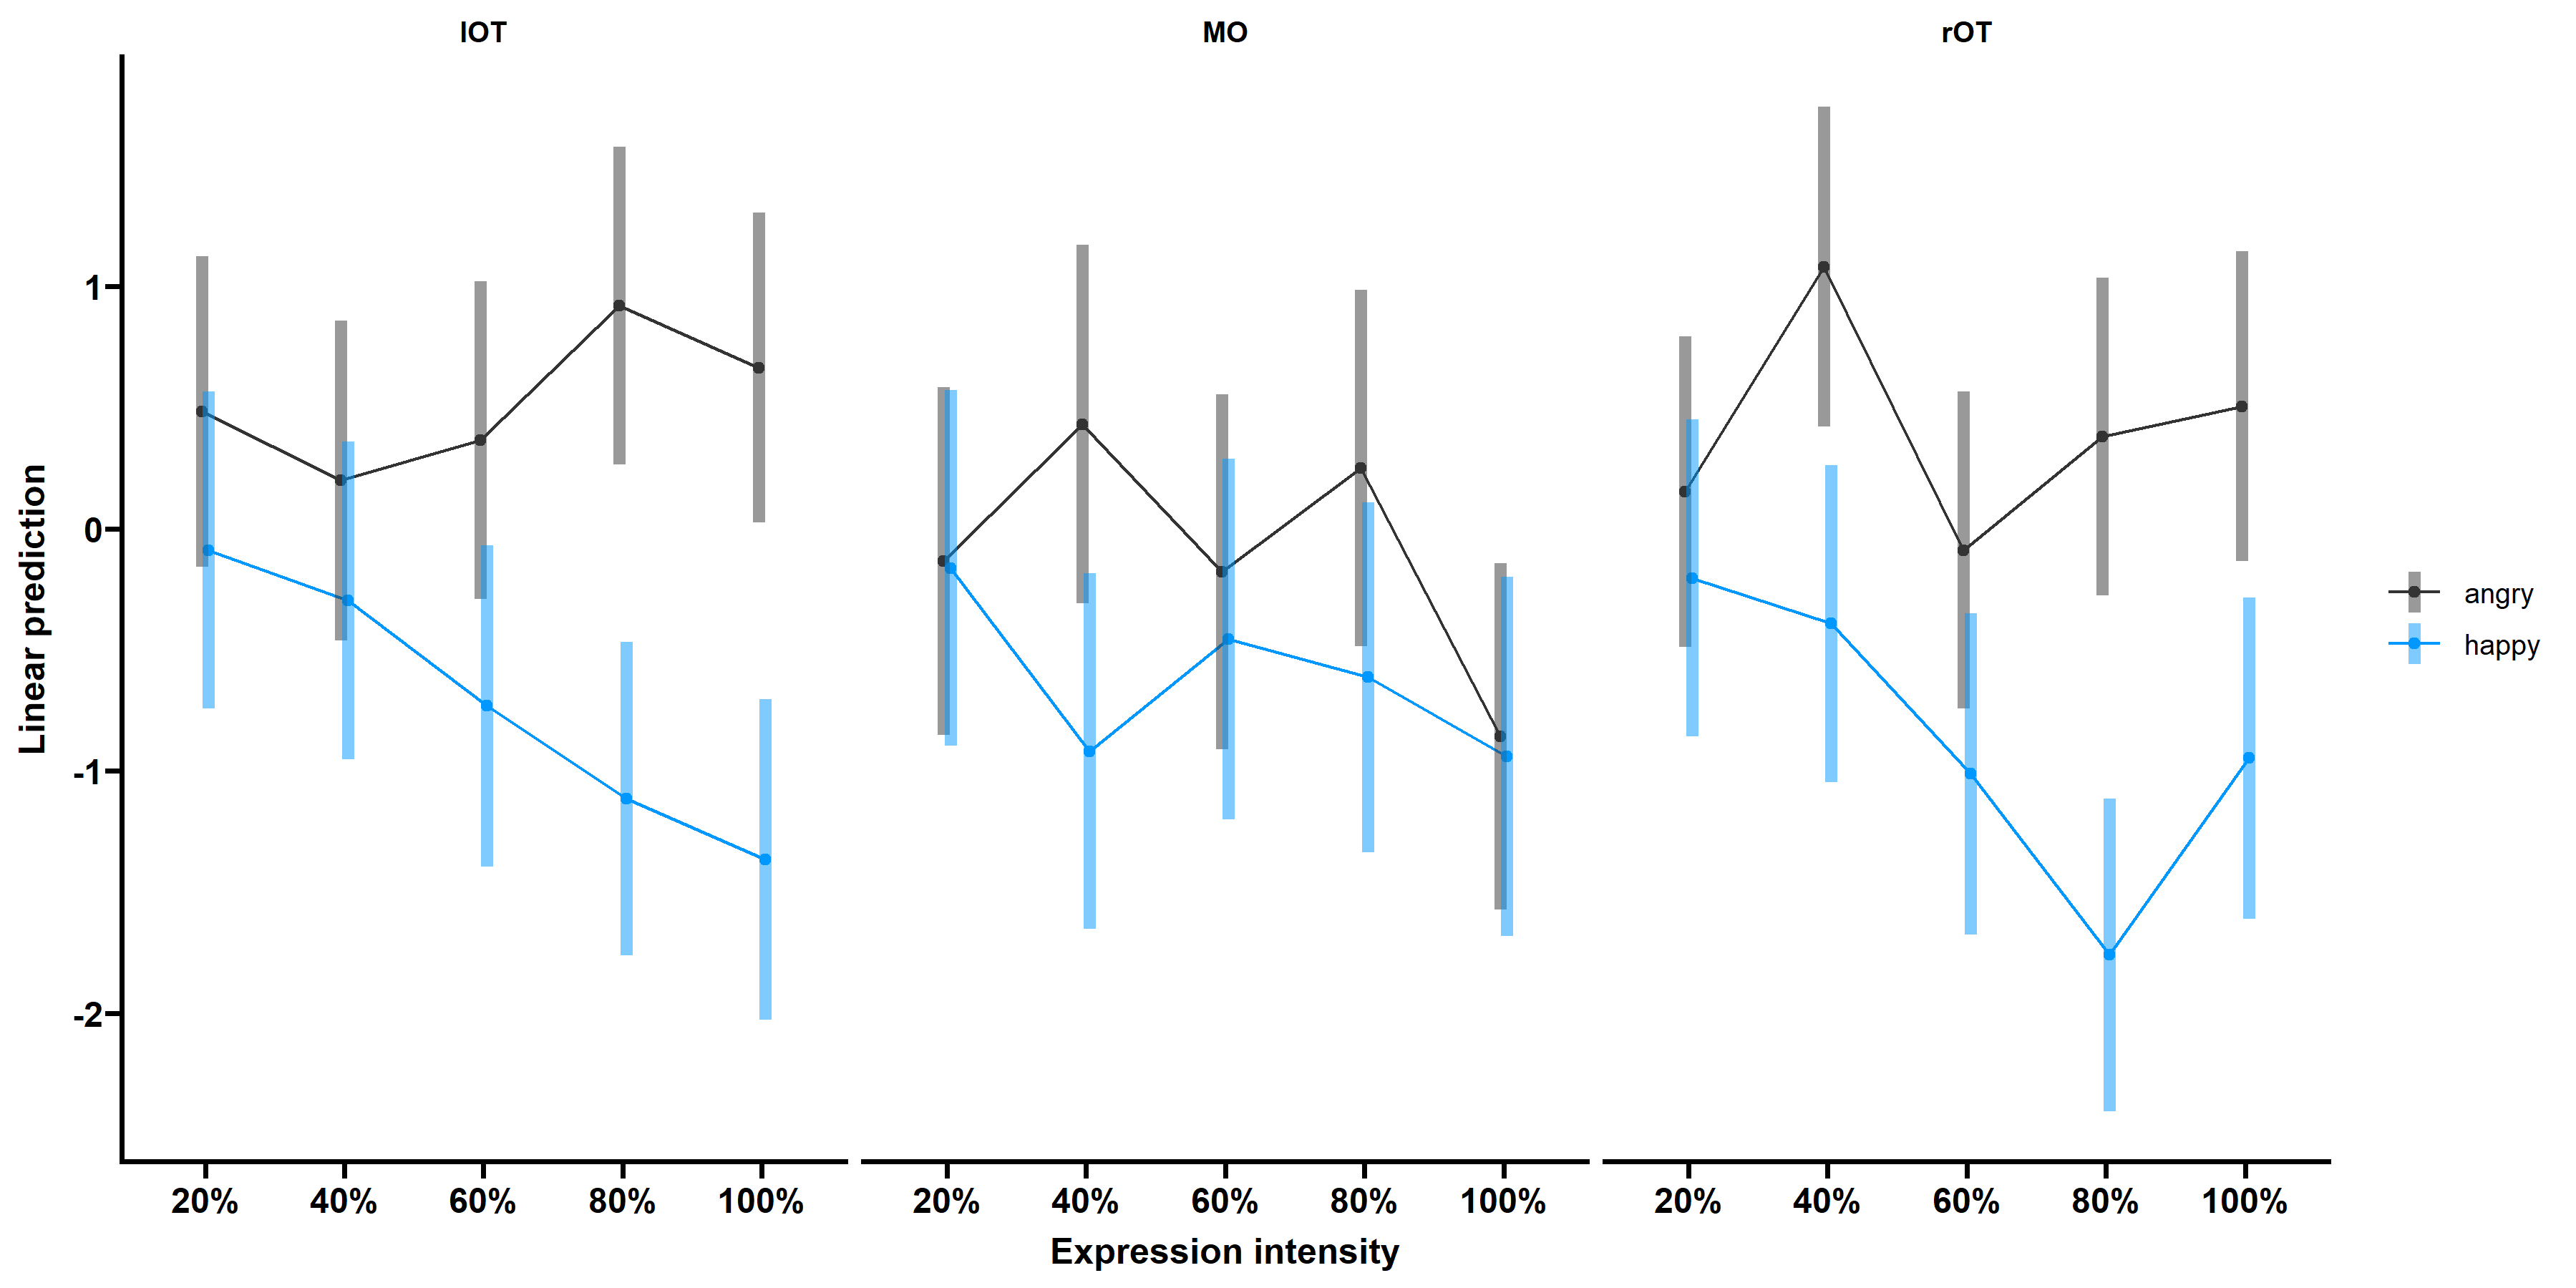 lOT MO rOT
Linear prediction
1
0
-1
-2
20% 40% 60% 80% 100% 20% 40% 60% 80% 100% 20% 40% 60% 80% 100%
Expression intensity
angry
happy